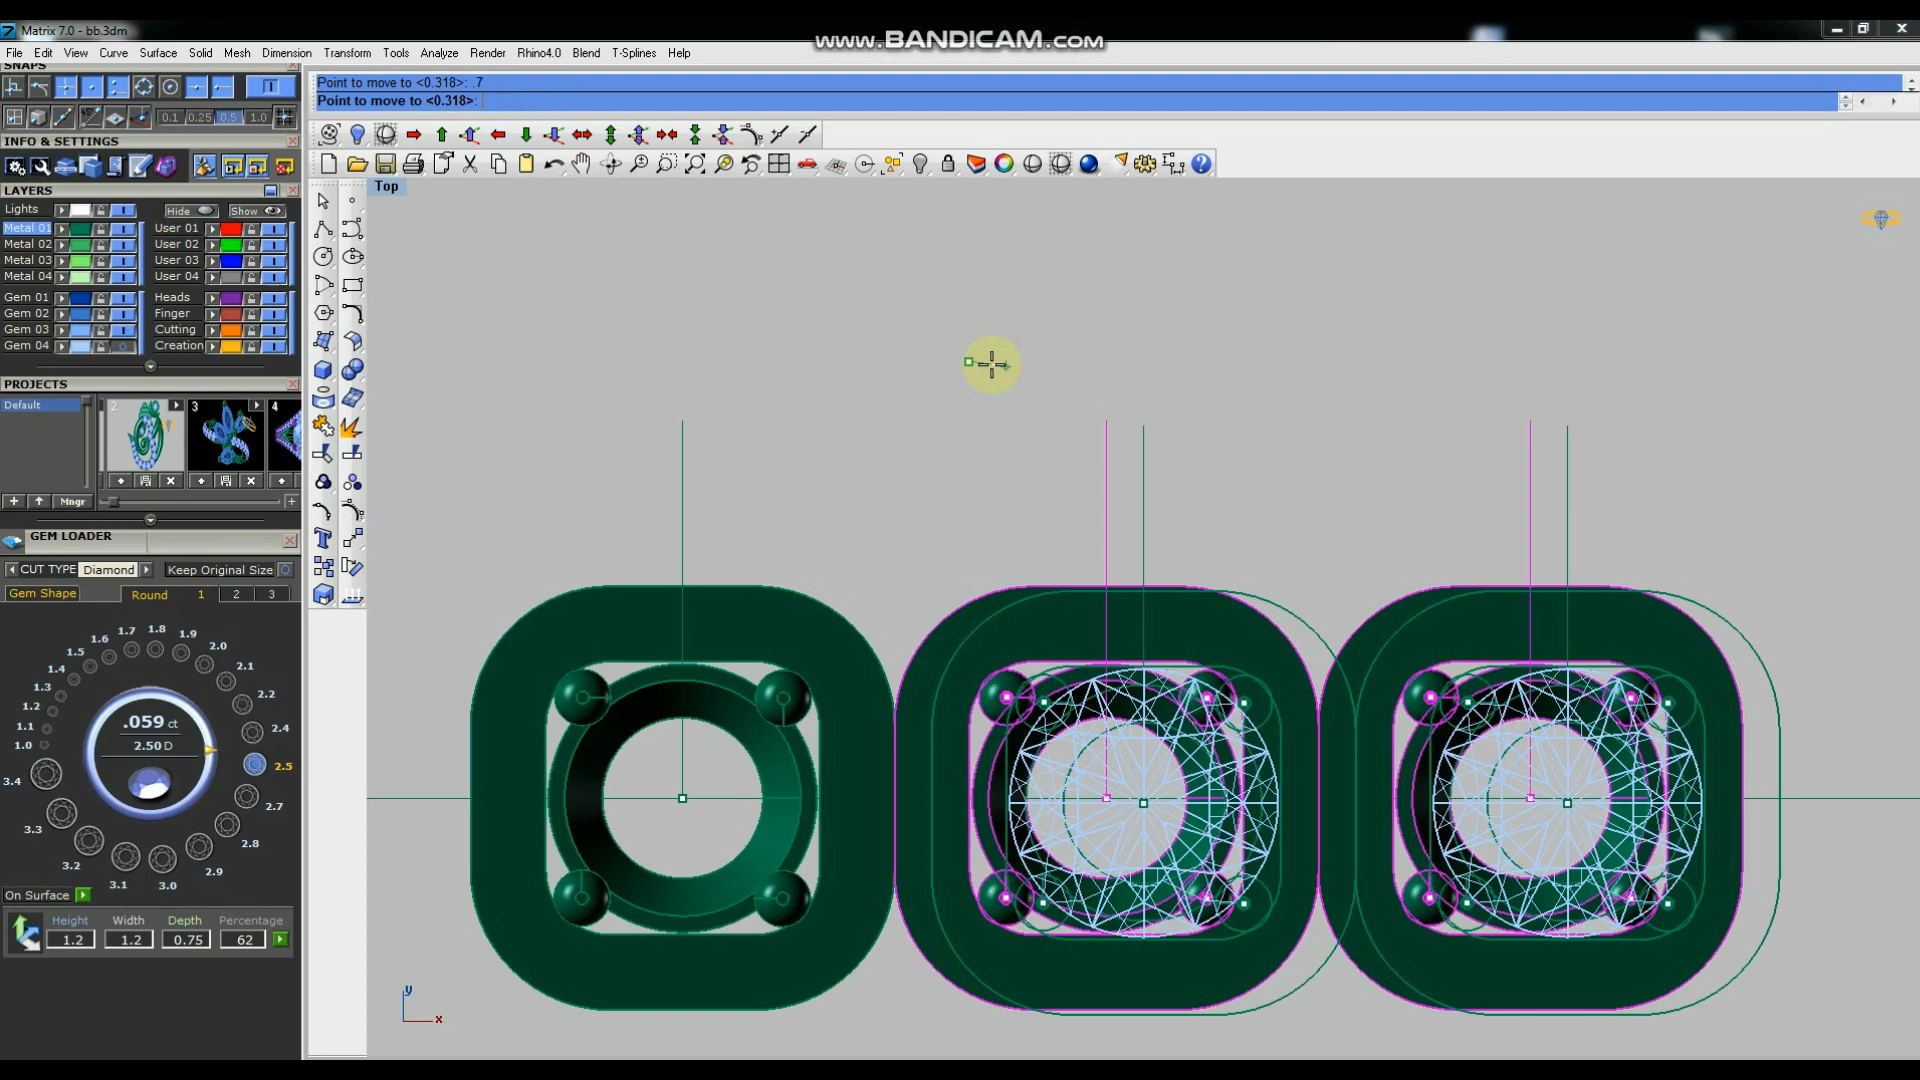 Matrix 7.0 - bb.3dm
www.BANDICAM.com
File Edit View Curve Surface Solid Mesh Dimension Transform Tools Analyze Render Rhino4.0 Blend T-Splines Help
SNAPS
Point to move to <0.318>: .7
Point to move to <0.318>:
0.1 0.25 0.5 1.0
INFO & SETTINGS
LAYERS
Top
Lights Hide Show
Metal 01 User 01
Metal 02 User 02
Metal 03 User 03
Metal 04 User 04
Gem 01 Heads
Gem 02 Finger
Gem 03 Cutting
Gem 04 Creation
PROJECTS
Default 2 3 4
Mngr
GEM LOADER
CUT TYPE Diamond Keep Original Size
Gem Shape Round 1 2 3
1.0
1.1
1.2
1.3
1.4
1.5
1.6
1.7
1.8
1.9
2.0
2.1
2.2
2.4
2.5
2.7
2.8
2.9
3.0
3.1
3.2
3.3
3.4
.059 ct
2.50 D
On Surface
Height Width Depth Percentage
1.2 1.2 0.75 62
y
x